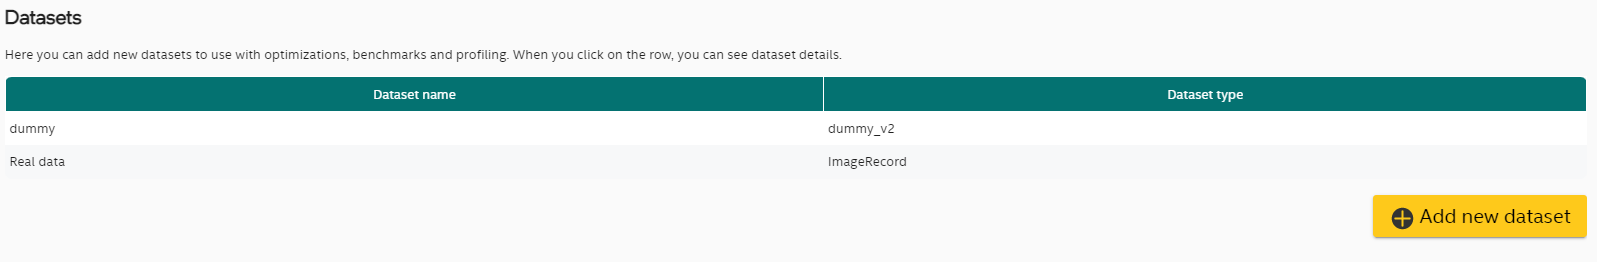 Datasets
Here you can add new datasets to use with optimizations, benchmarks and profiling. When you click on the row, you can see dataset details.
Dataset name Dataset type
dummy dummy_v2
Real data ImageRecord
Add new dataset